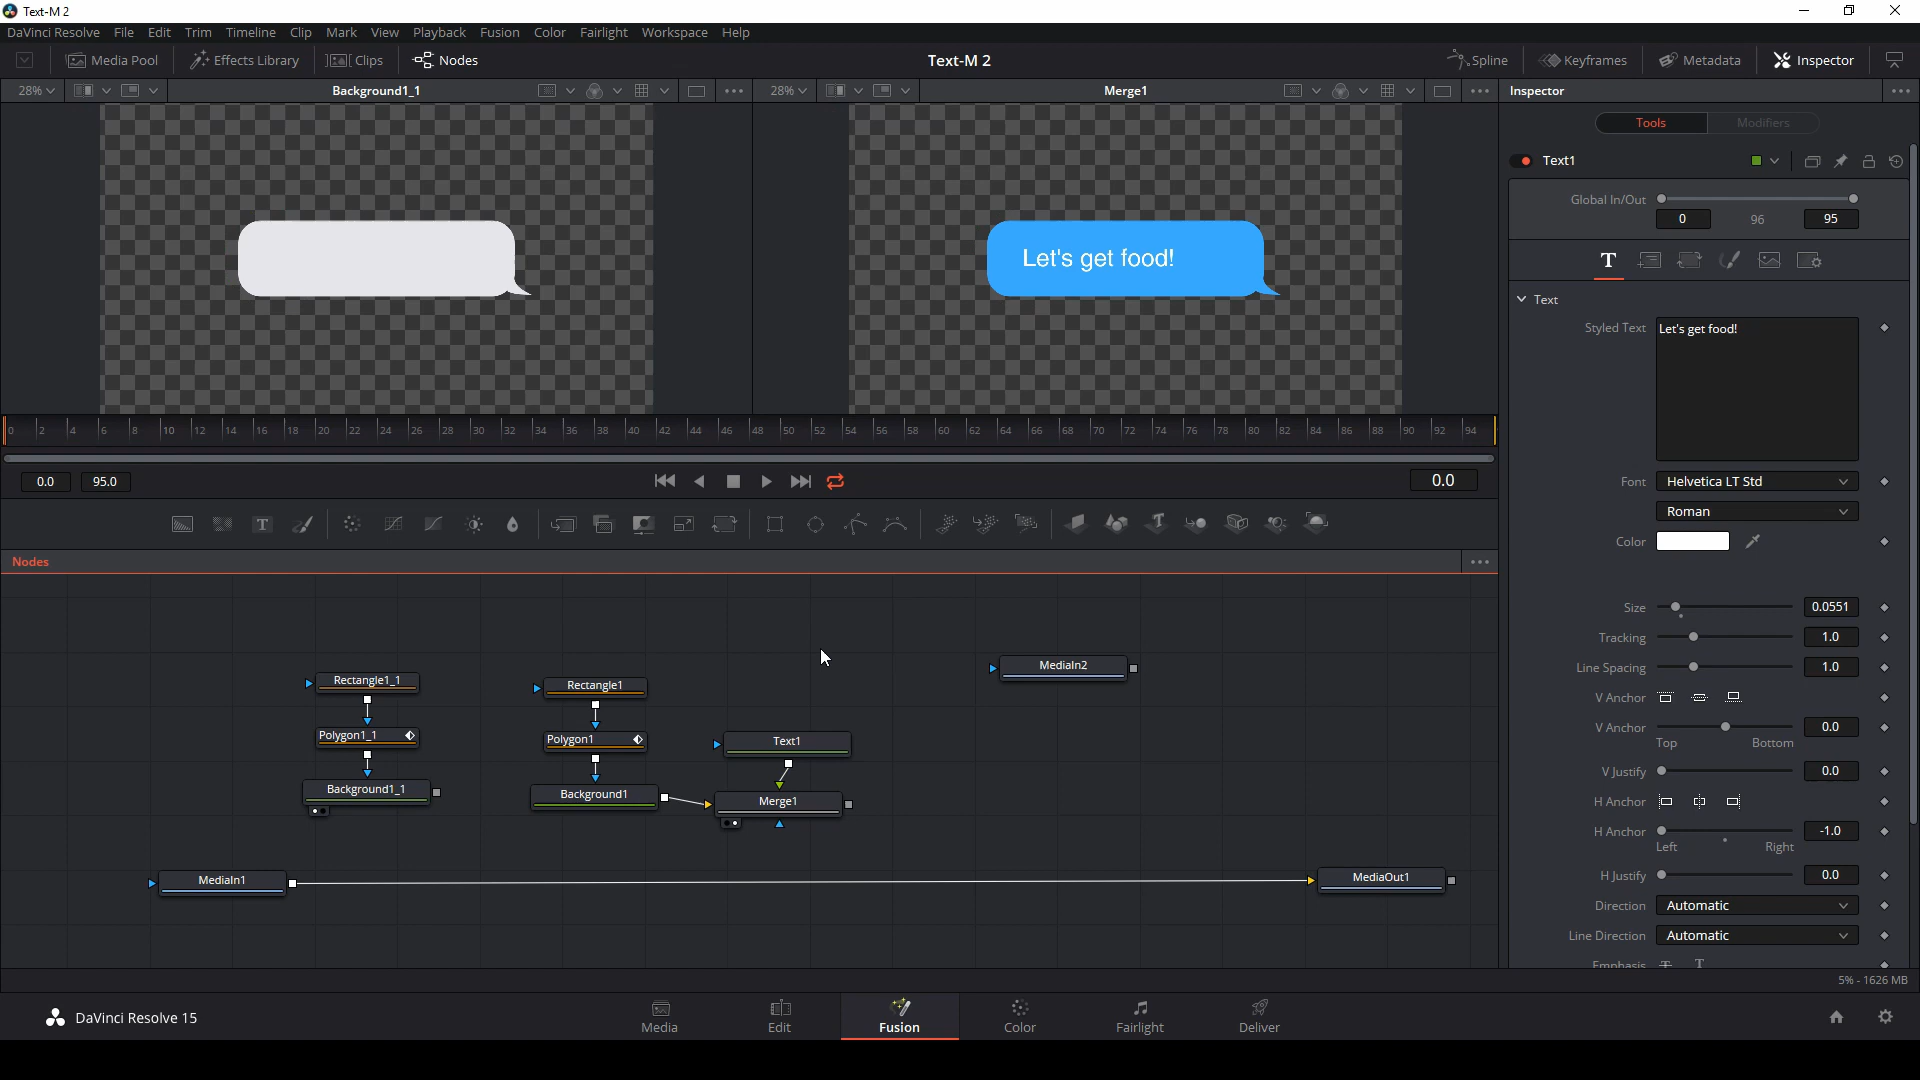 Text-M 2
DaVinci Resolve File Edit Trim Timeline Clip Mark View Playback Fusion Color Fairlight Workspace Help
Media Pool Effects Library Clips Nodes Text-M 2 Spline Keyframes Metadata Inspector
28% Background1_1 28% Merge1 Inspector
Tools Modifiers
Text1
Global In/Out
0 96 95
Let's get food!
Text
Styled Text Let's get food!
0 2 4 6 8 10 12 14 16 18 20 22 24 26 28 30 32 34 36 38 40 42 44 46 48 50 52 54 56 58 60 62 64 66 68 70 72 74 76 78 80 82 84 86 88 90 92 94
0.0 95.0 0.0
Font Helvetica LT Std
Roman
Color
Nodes
Size 0.0551
Tracking 1.0
Line Spacing 1.0
V Anchor
V Anchor 0.0
Top Bottom
V Justify 0.0
H Anchor
H Anchor -1.0
Left Right
H Justify 0.0
Direction Automatic
Line Direction Automatic
Emphasis
MediaIn2
Rectangle1_1 Rectangle1
Polygon1_1 Polygon1 Text1
Background1_1 Background1 Merge1
MediaIn1 MediaOut1
5% - 1626 MB
DaVinci Resolve 15
Media Edit Fusion Color Fairlight Deliver